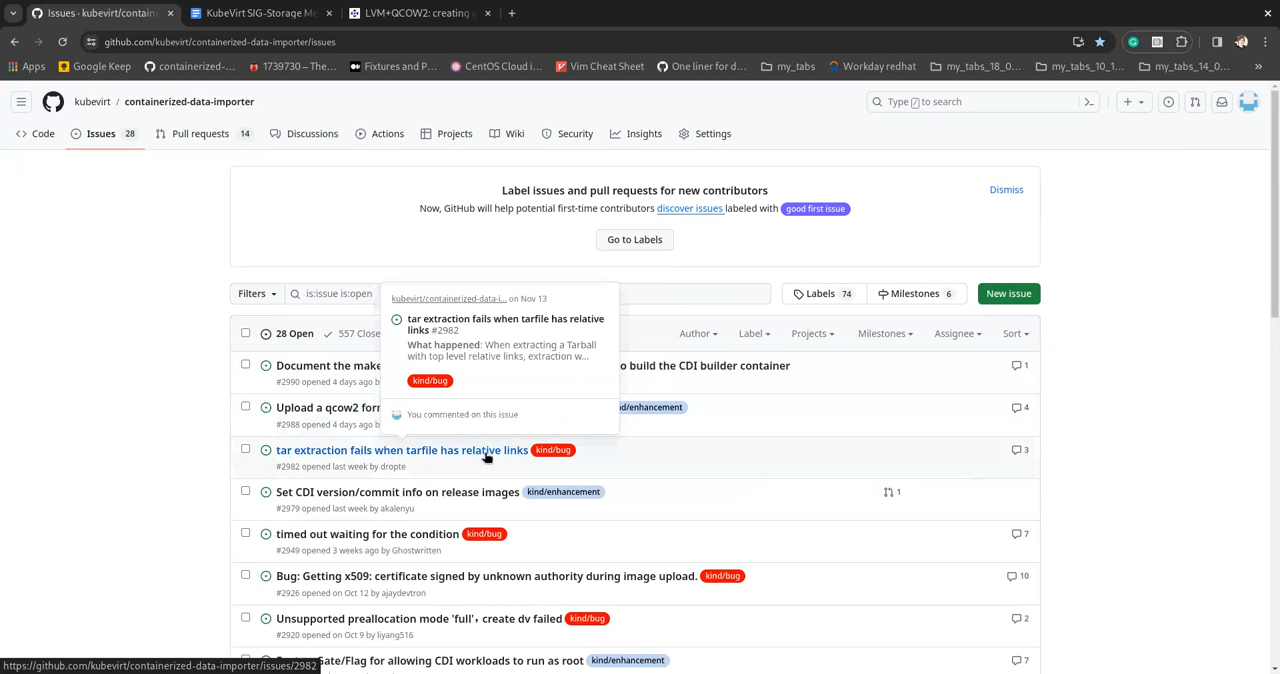 Issues · kubevirt/contain
KubeVirt SIG-Storage Me
LVM+QCOW2: creating
github.com/kubevirt/containerized-data-importer/issues
Apps
Google Keep
containerized-...
1739730 – The...
Fixtures and P...
CentOS Cloud i...
Vim Cheat Sheet
One liner for d...
my_tabs
Workday redhat
my_tabs_18_0...
my_tabs_10_1...
my_tabs_14_0...
»
kubevirt / containerized-data-importer
Type / to search
Code
Issues 28
Pull requests 14
Discussions
Actions
Projects
Wiki
Security
Insights
Settings
Label issues and pull requests for new contributors
Dismiss
Now, GitHub will help potential first-time contributors discover issues labeled with good first issue
Go to Labels
Filters
is:issue is:open
Labels 74
Milestones 6
New issue
kubevirt/containerized-data-i... on Nov 13
tar extraction fails when tarfile has relative
links #2982
What happened: When extracting a Tarball
with top level relative links, extraction w...
kind/bug
You commented on this issue
28 Open
557 Close
Author
Label
Projects
Milestones
Assignee
Sort
Document the make
o build the CDI builder container
1
#2990 opened 4 days ago b
Upload a qcow2 for
nd/enhancement
4
#2988 opened 4 days ago b
tar extraction fails when tarfile has relative links kind/bug
3
#2982 opened last week by dropte
Set CDI version/commit info on release images kind/enhancement
1
#2979 opened last week by akalenyu
timed out waiting for the condition kind/bug
7
#2949 opened 3 weeks ago by Ghostwritten
Bug: Getting x509: certificate signed by unknown authority during image upload. kind/bug
10
#2926 opened on Oct 12 by ajaydevtron
Unsupported preallocation mode 'full'，create dv failed kind/bug
2
#2920 opened on Oct 9 by liyang516
Gate/Flag for allowing CDI workloads to run as root kind/enhancement
7
https://github.com/kubevirt/containerized-data-importer/issues/2982